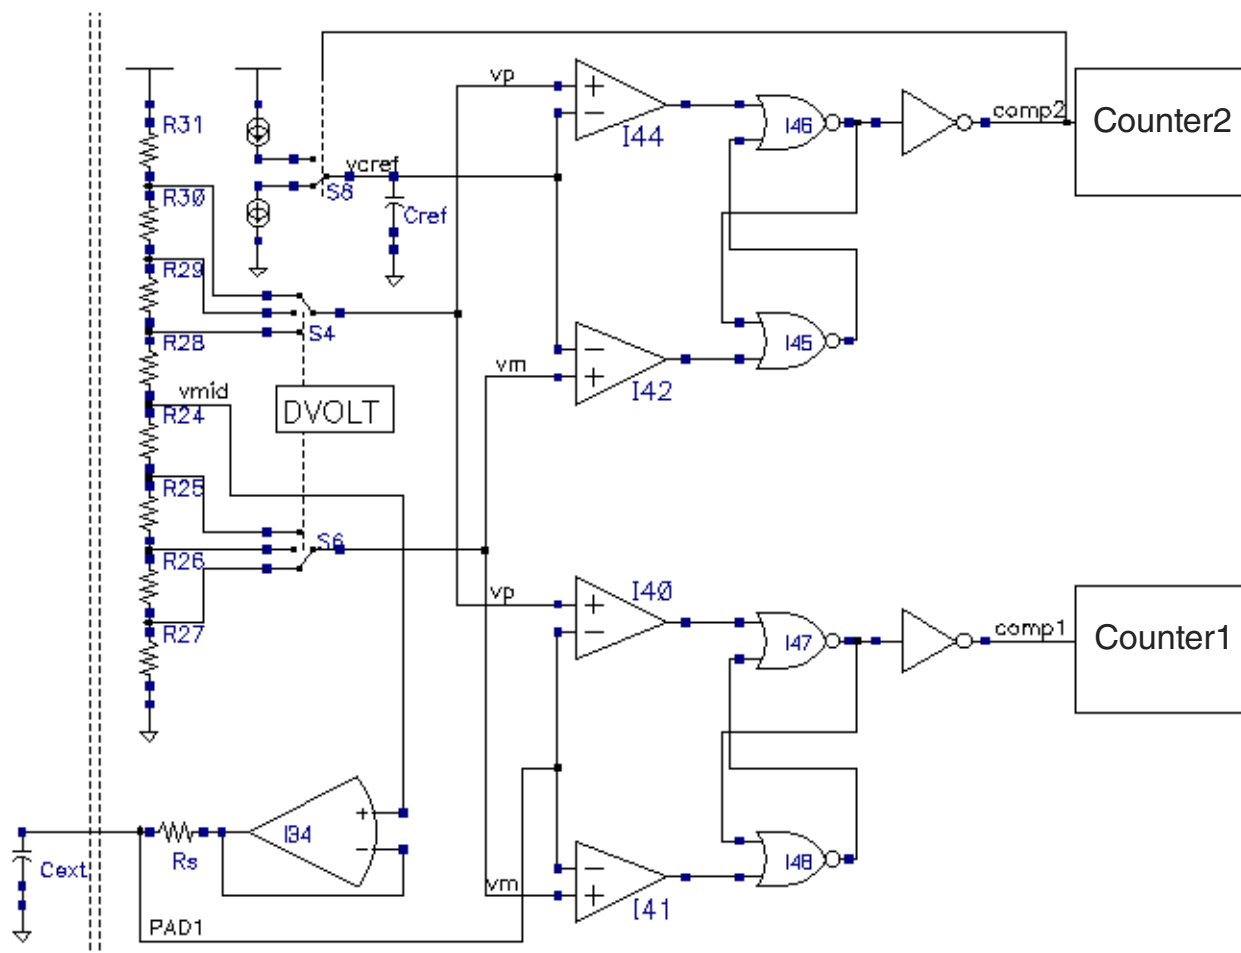 vp
+
−
I44
I46
comp2
Counter2
R31
R30
vcref
S8
Cref
R29
S4
R28
I45
vm
−
+
I42
vmid
R24
DVOLT
R25
S6
R26
R27
vp
+
−
I40
I47
comp1
Counter1
Cext
Rs
I34
+
−
vm
−
+
I41
I48
PAD1